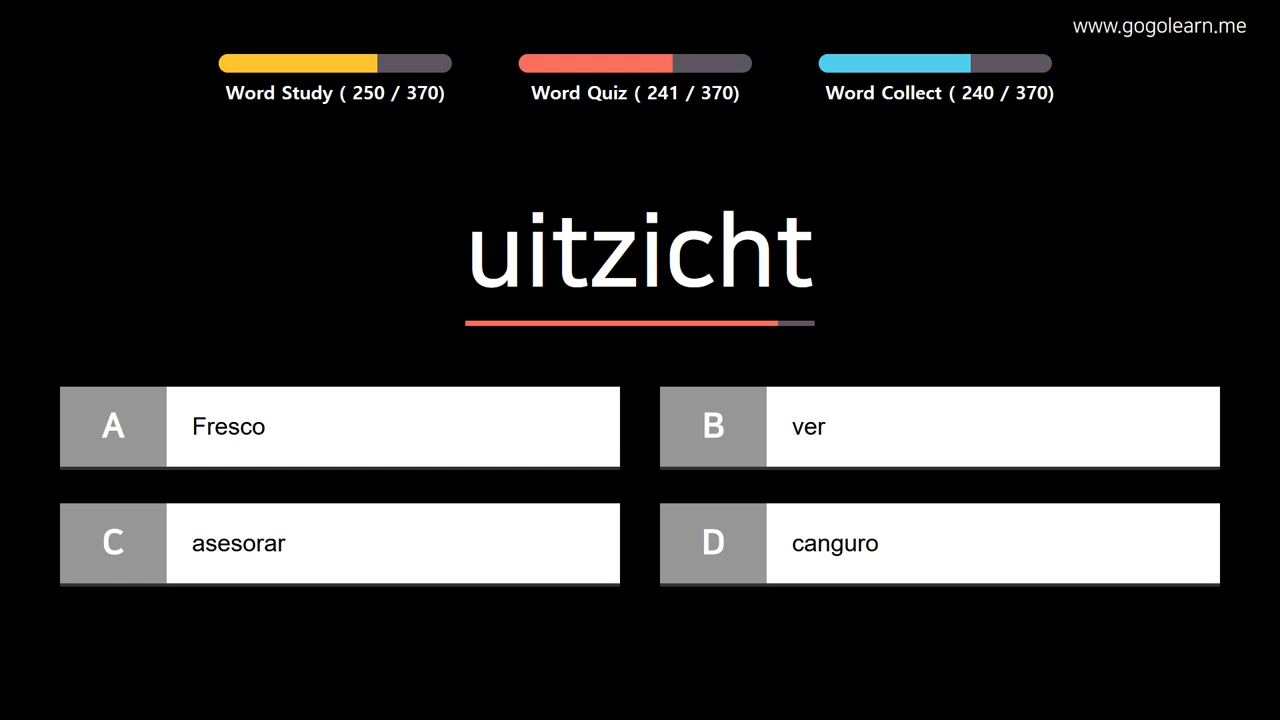 www.gogolearn.me
Word Study ( 250 / 370)
Word Quiz ( 241 / 370)
Word Collect ( 240 / 370)
uitzicht
A Fresco
B ver
C asesorar
D canguro